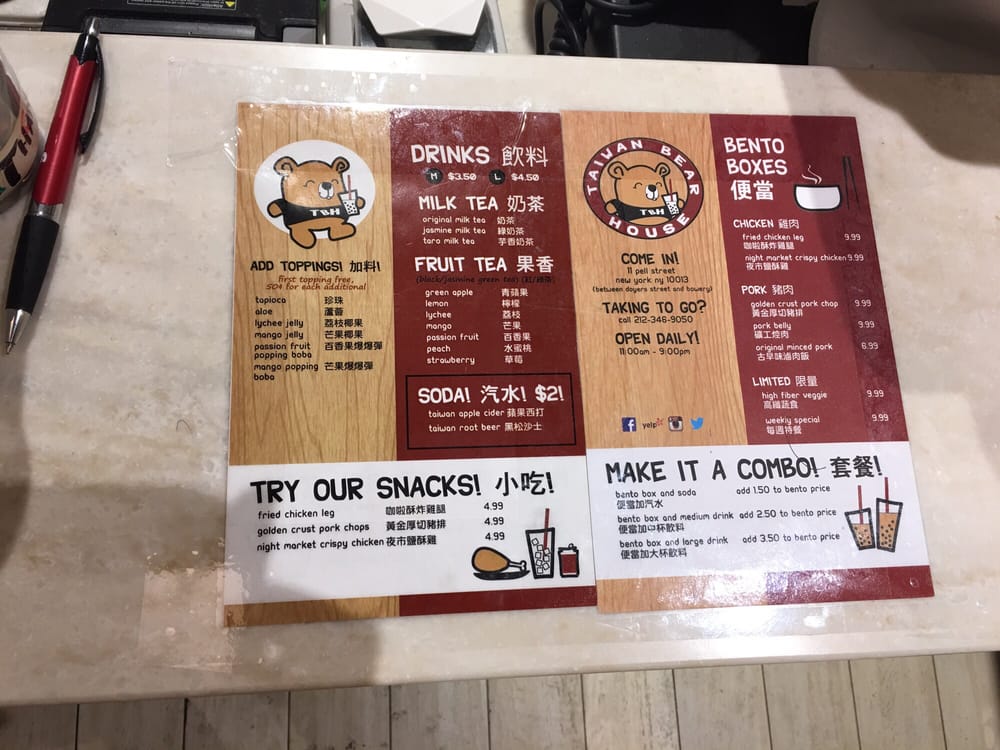 TBH
ADD TOPPINGS! 加料!
First topping free,
50¢ for each additional
tapioca 珍珠
aloe 蘆薈
lychee jelly 荔枝椰果
mango jelly 芒果椰果
passion fruit 百香果爆爆彈
popping boba
mango popping 芒果爆爆彈
boba
DRINKS 飲料
M $3.50 L $4.50
MILK TEA 奶茶
original milk tea 奶茶
jasmine milk tea 綠奶茶
taro milk tea 芋香奶茶
FRUIT TEA 果香
(black/jasmine green tea) (紅/綠茶)
green apple 青蘋果
lemon 檸檬
lychee 荔枝
mango 芒果
passion fruit 百香果
peach 水蜜桃
strawberry 草莓
SODA! 汽水! $2!
taiwan apple cider 蘋果西打
taiwan root beer 黑松沙士
TRY OUR SNACKS! 小吃!
fried chicken leg 咖啦酥炸雞腿 4.99
golden crust pork chops 黃金厚切豬排 4.99
night market crispy chicken 夜市鹽酥雞 4.99
TAIWAN BEAR
HOUSE
TBH
COME IN!
11 pell street
new york ny 10013
(between doyers street and bowery)
TAKING TO GO?
call 212-346-9050
OPEN DAILY!
11:00am - 9:00pm
yelp
BENTO
BOXES
便當
CHICKEN 雞肉
fried chicken leg 9.99
咖啦酥炸雞腿
night market crispy chicken 9.99
夜市鹽酥雞
PORK 豬肉
golden crust pork chop 9.99
黃金厚切豬排
pork belly 9.99
礦工焢肉
original minced pork 6.99
古早味滷肉飯
LIMITED 限量
high fiber veggie 9.99
高纖蔬食
weekly special 9.99
每週特餐
MAKE IT A COMBO! 套餐!
bento box and soda add 1.50 to bento price
便當加汽水
bento box and medium drink add 2.50 to bento price
便當加中杯飲料
bento box and large drink add 3.50 to bento price
便當加大杯飲料